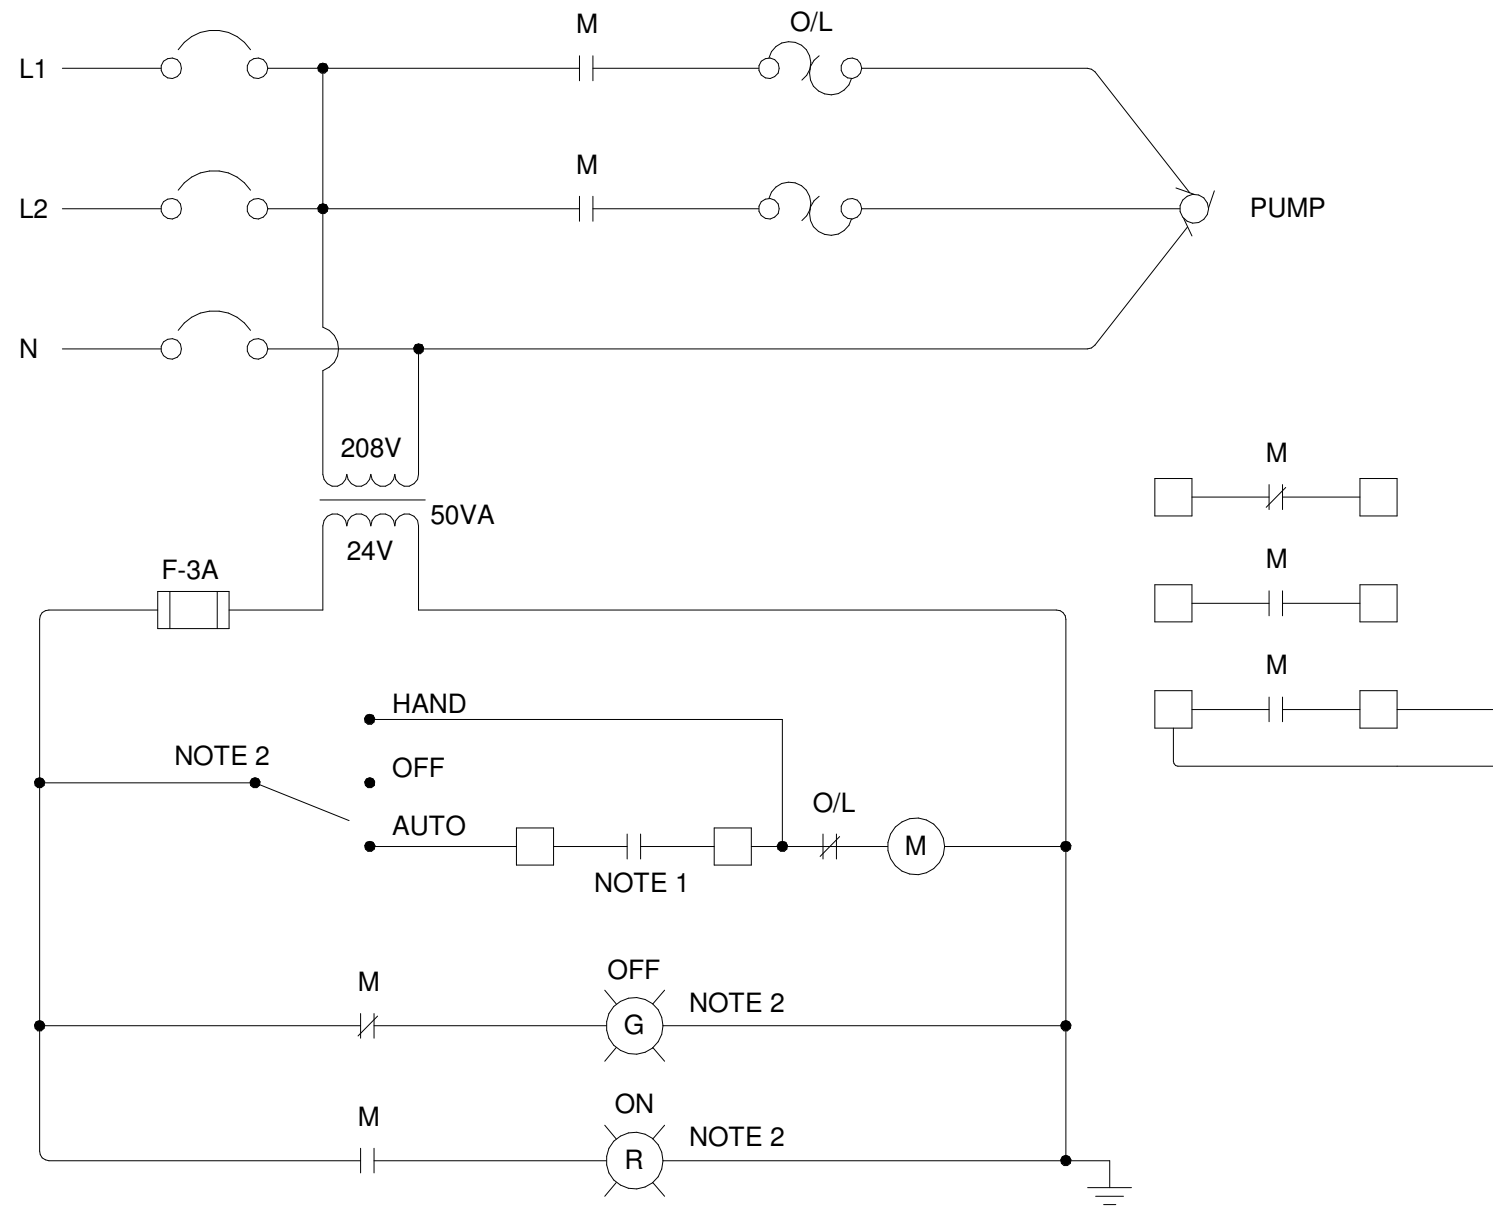 M
O/L
L1
M
L2
PUMP
N
208V
M
50VA
24V
F-3A
M
M
HAND
NOTE 2
OFF
O/L
AUTO
M
NOTE 1
OFF
M
NOTE 2
G
ON
M
NOTE 2
R